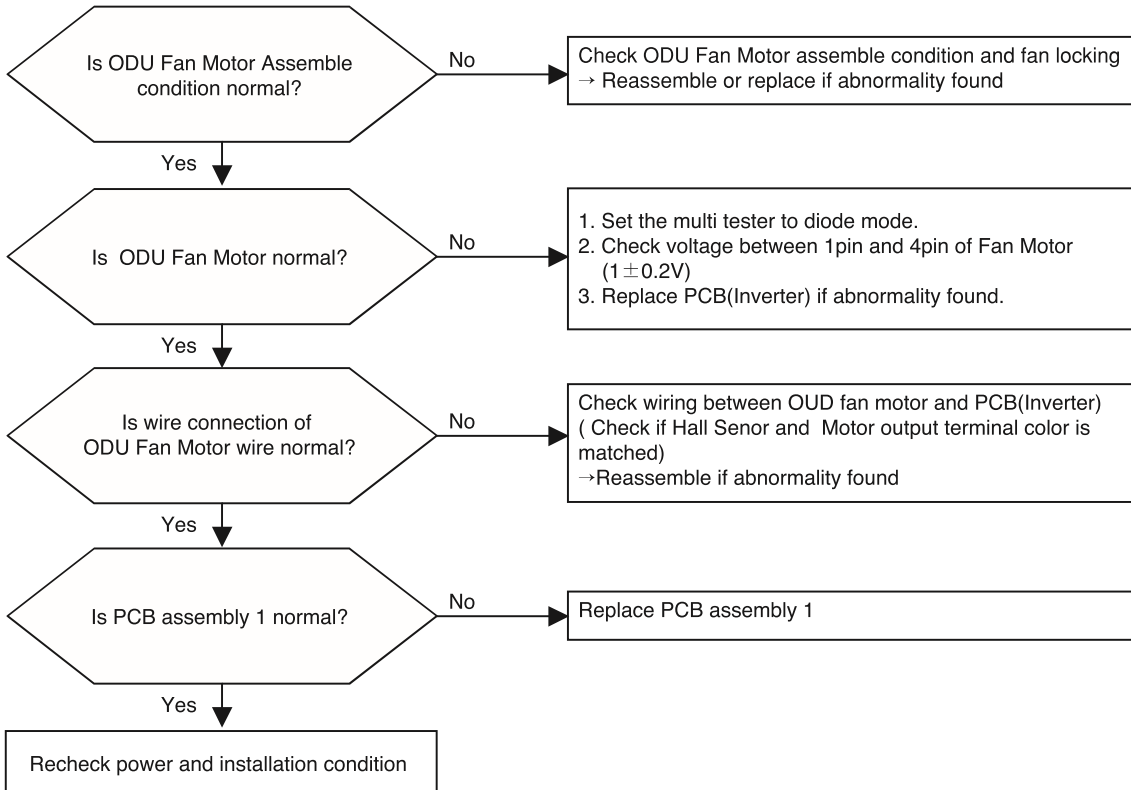 Is ODU Fan Motor Assemble
condition normal?
No
Check ODU Fan Motor assemble condition and fan locking
→ Reassemble or replace if abnormality found
Yes
Is ODU Fan Motor normal?
No
1. Set the multi tester to diode mode.
2. Check voltage between 1pin and 4pin of Fan Motor
(1±0.2V)
3. Replace PCB(Inverter) if abnormality found.
Yes
Is wire connection of
ODU Fan Motor wire normal?
No
Check wiring between OUD fan motor and PCB(Inverter)
( Check if Hall Senor and Motor output terminal color is
matched)
→Reassemble if abnormality found
Yes
Is PCB assembly 1 normal?
No
Replace PCB assembly 1
Yes
Recheck power and installation condition